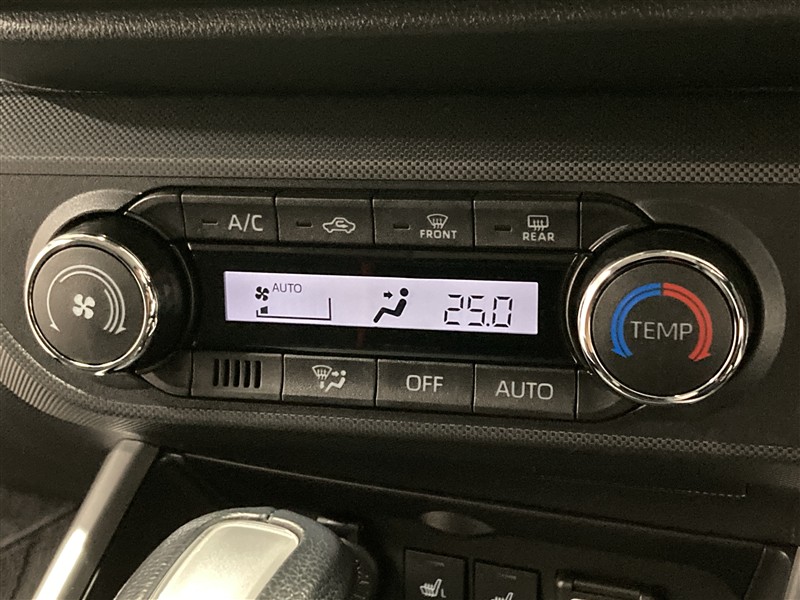 A/C
FRONT
REAR
AUTO
25.0
TEMP
OFF
AUTO
L